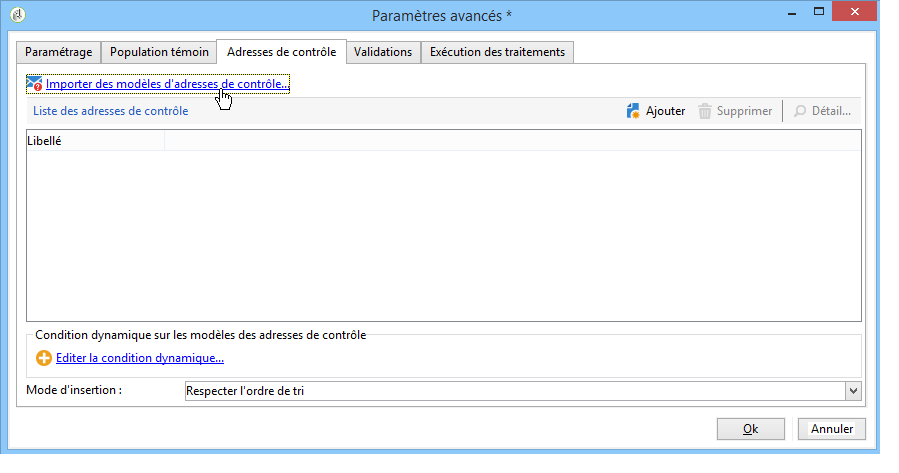 Paramètres avancés *
Paramétrage Population témoin Adresses de contrôle Validations Exécution des traitements
Importer des modèles d'adresses de contrôle...
Liste des adresses de contrôle Ajouter Supprimer Détail...
Libellé
Condition dynamique sur les modèles des adresses de contrôle
Editer la condition dynamique...
Mode d'insertion : Respecter l'ordre de tri
Ok Annuler